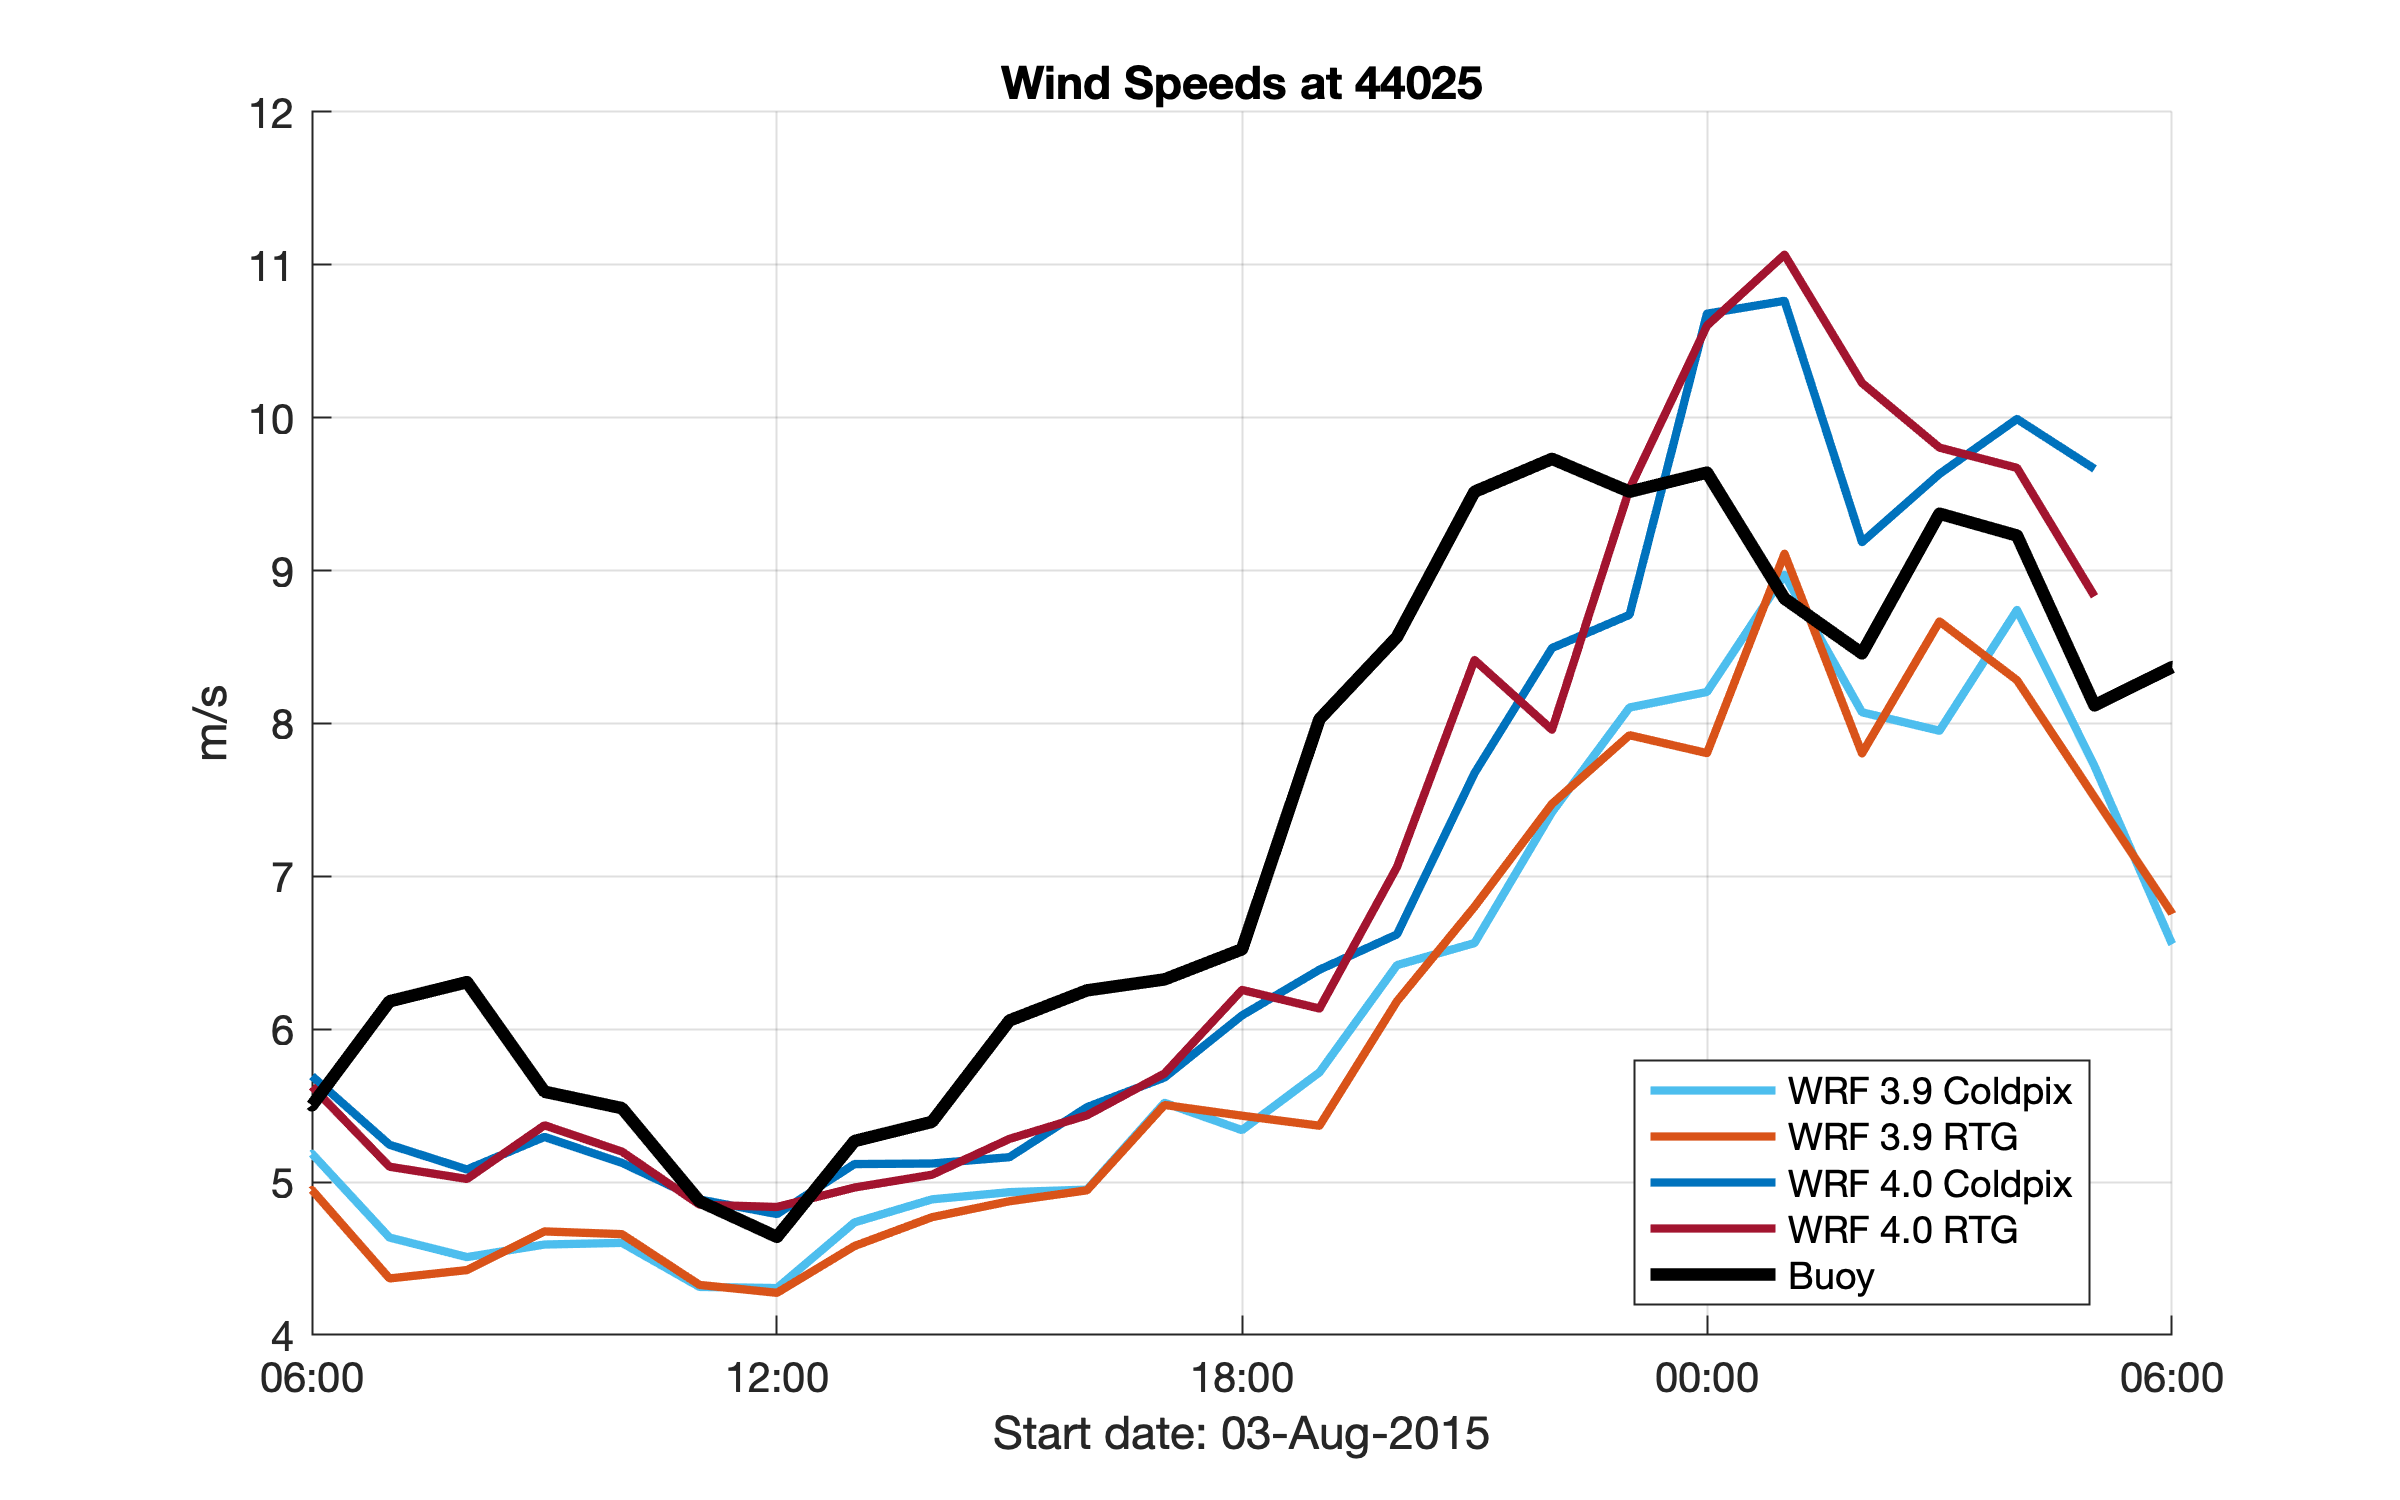 Wind Speeds at 44025
12
11
10
9
8
7
6
5
4
m/s
WRF 3.9 Coldpix
WRF 3.9 RTG
WRF 4.0 Coldpix
WRF 4.0 RTG
Buoy
06:00 12:00 18:00 00:00 06:00
Start date: 03-Aug-2015